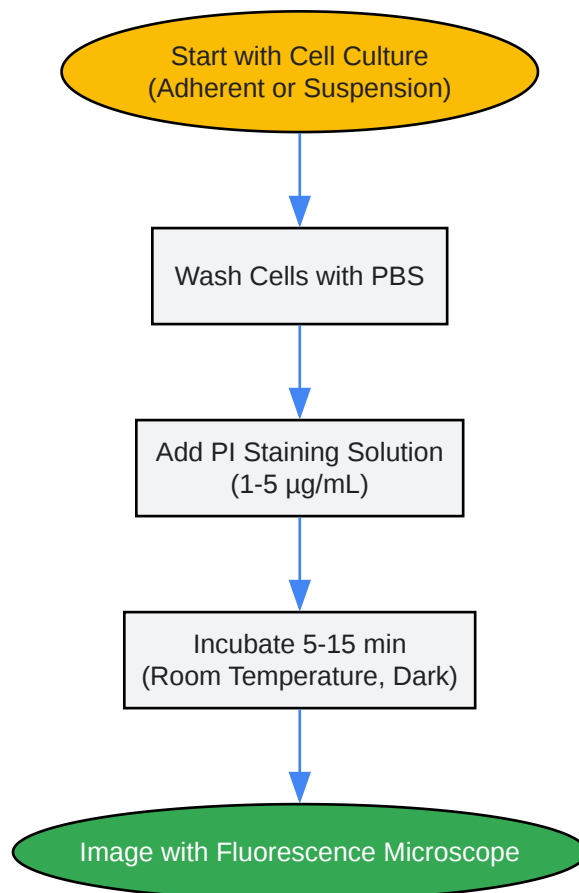 Start with Cell Culture
(Adherent or Suspension)
Wash Cells with PBS
Add PI Staining Solution
(1-5 µg/mL)
Incubate 5-15 min
(Room Temperature, Dark)
Image with Fluorescence Microscope